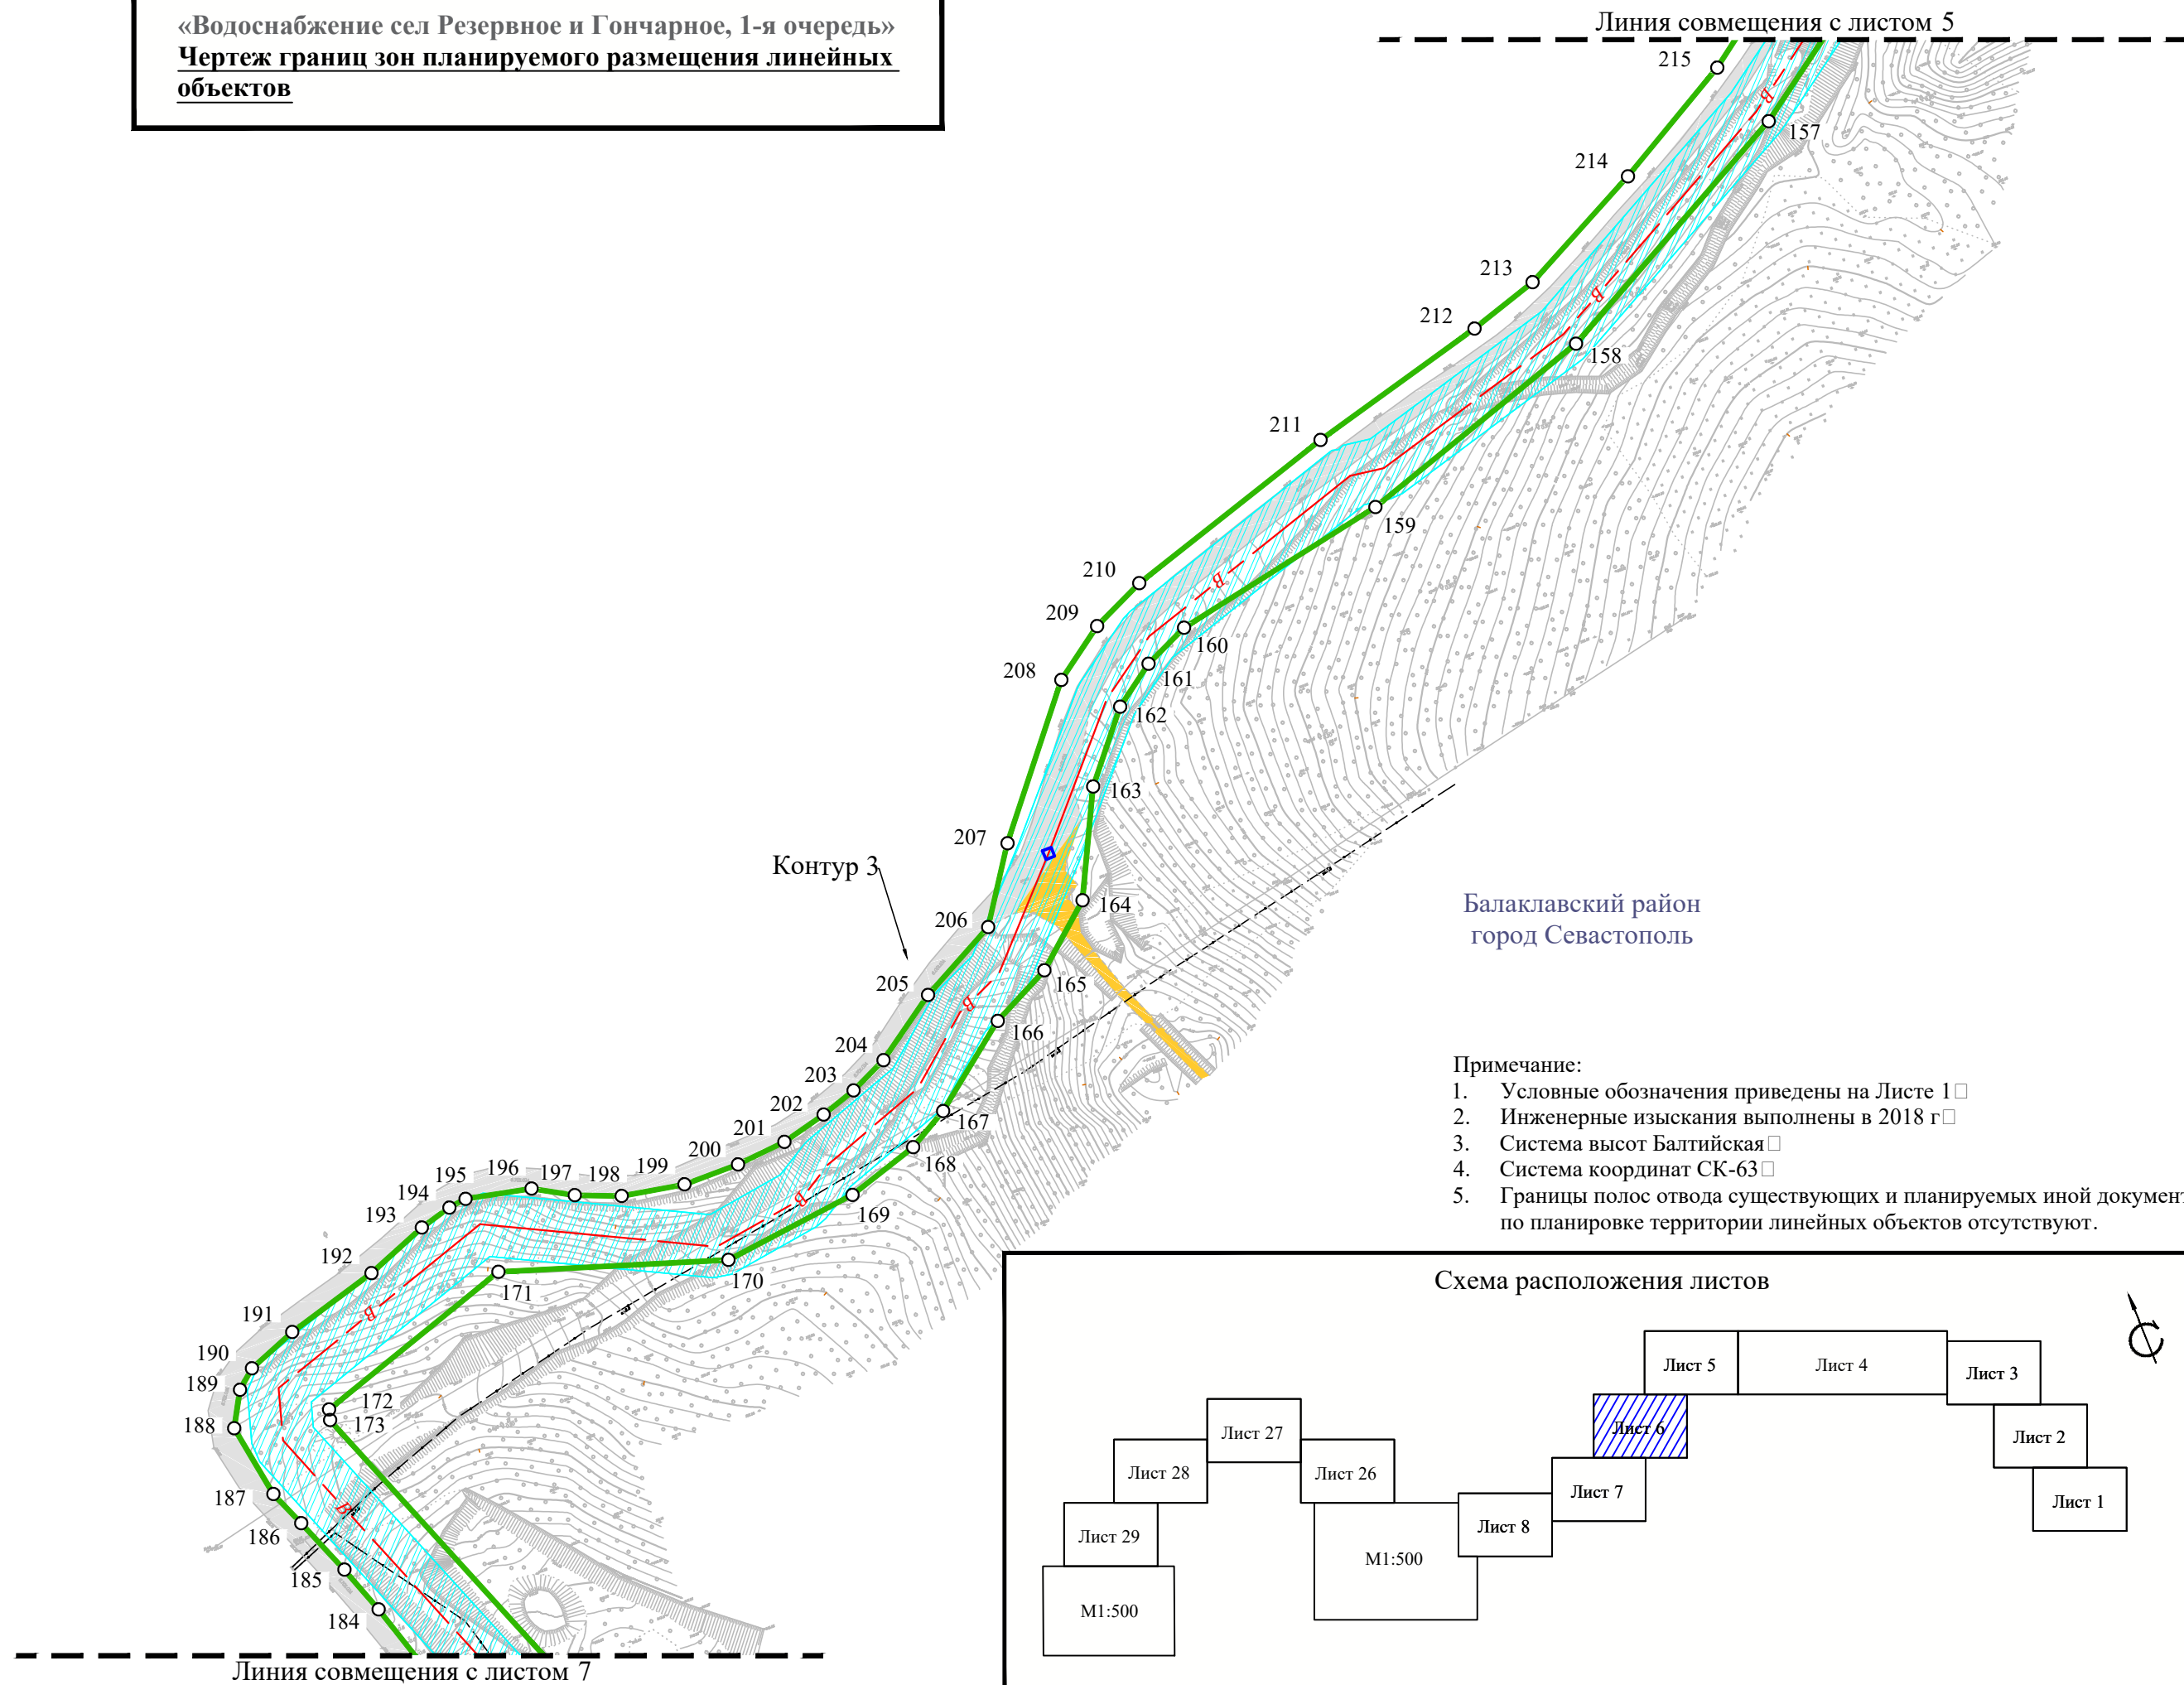 «Водоснабжение сел Резервное и Гончарное, 1-я очередь»
Чертеж границ зон планируемого размещения линейных
объектов
Линия совмещения с листом 5
215
157
214
213
212
158
211
159
210
209
160
208
161
162
163
207
Контур 3
164
206
165
205
166
204
203
202
167
201
200
168
199
198
197
196
195
169
194
193
170
192
171
191
190
189
172
173
188
187
186
185
184
В
В
В
В
В
В
В
Линия совмещения с листом 7
Балаклавский район
город Севастополь
Примечание:
1. Условные обозначения приведены на Листе 1
2. Инженерные изыскания выполнены в 2018 г
3. Система высот Балтийская
4. Система координат СК-63
5. Границы полос отвода существующих и планируемых иной документ
по планировке территории линейных объектов отсутствуют.
Схема расположения листов
Лист 5
Лист 4
Лист 3
Лист 6
Лист 27
Лист 2
Лист 28
Лист 26
Лист 7
Лист 1
Лист 8
Лист 29
М1:500
М1:500
С